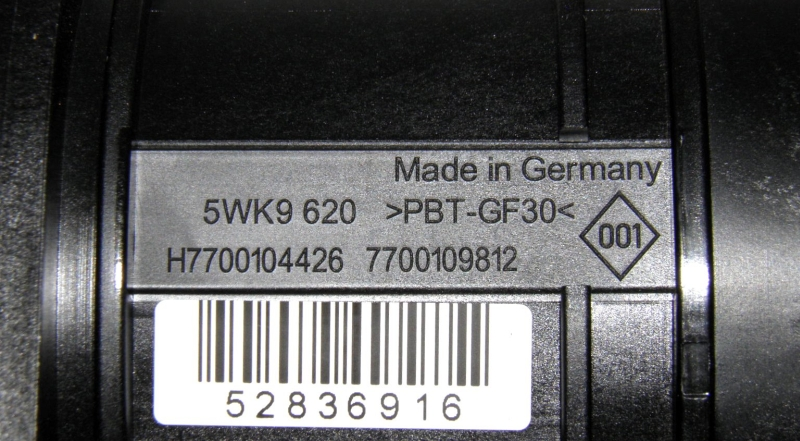 Made in Germany
5WK9 620 >PBT-GF30<
001
H7700104426 7700109812
52836916